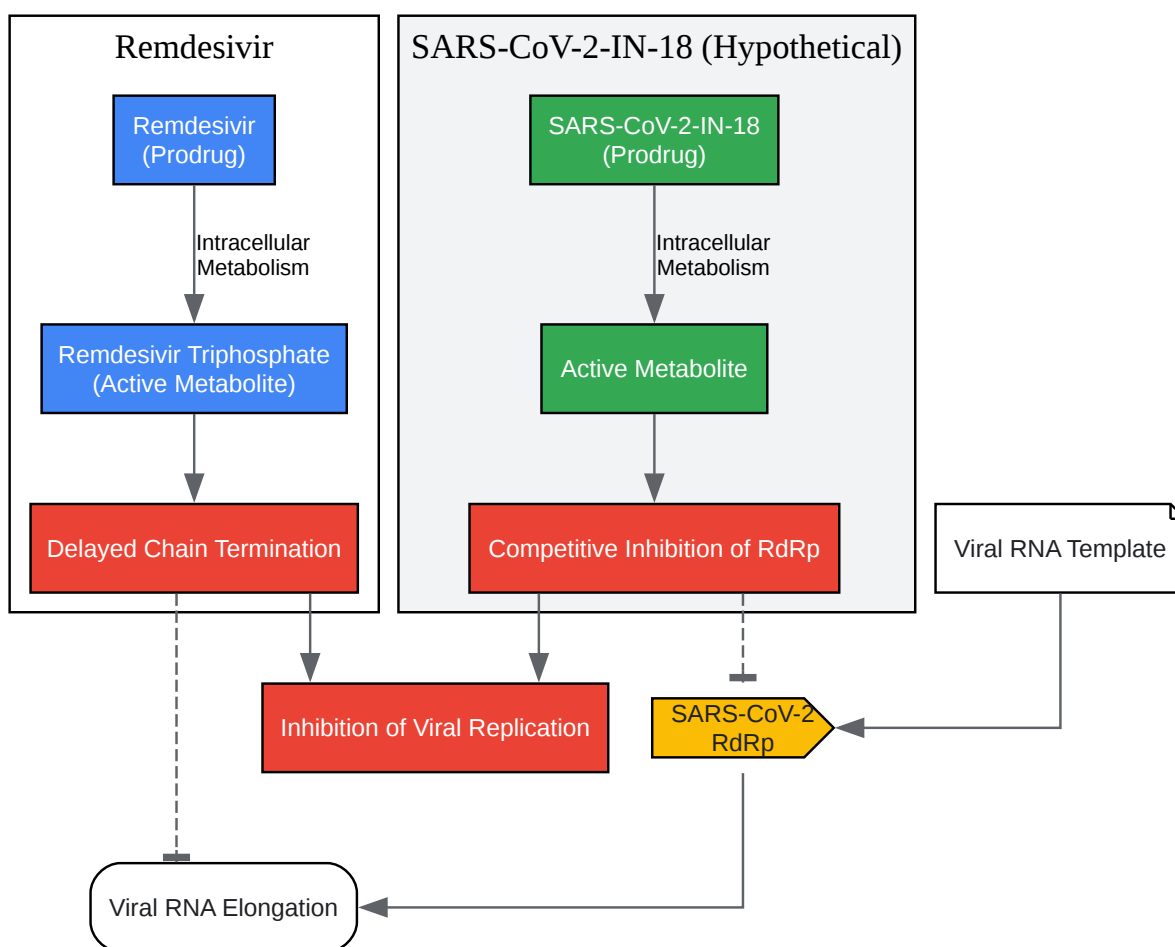 Remdesivir
SARS-CoV-2-IN-18 (Hypothetical)
Remdesivir
(Prodrug)
SARS-CoV-2-IN-18
(Prodrug)
Intracellular
Metabolism
Intracellular
Metabolism
Remdesivir Triphosphate
(Active Metabolite)
Active Metabolite
Delayed Chain Termination
Competitive Inhibition of RdRp
Viral RNA Template
Inhibition of Viral Replication
SARS-CoV-2
RdRp
Viral RNA Elongation